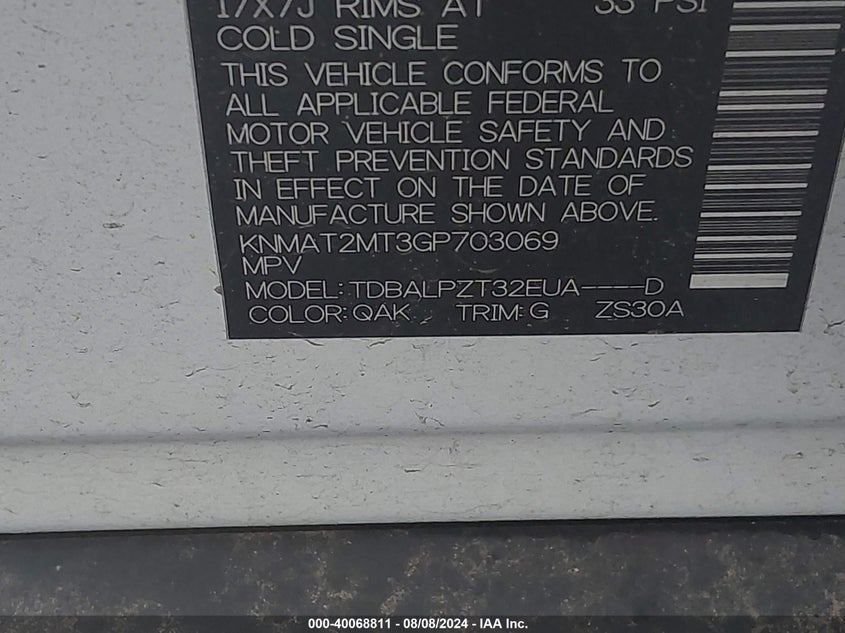 17X7J RIMS AT 33 PSI
COLD SINGLE
THIS VEHICLE CONFORMS TO
ALL APPLICABLE FEDERAL
MOTOR VEHICLE SAFETY AND
THEFT PREVENTION STANDARDS
IN EFFECT ON THE DATE OF
MANUFACTURE SHOWN ABOVE.
KNMAT2MT3GP703069
MPV
MODEL:TDBALPZT32EUA----D
COLOR:QAK TRIM:G ZS30A
000-40068811 - 08/08/2024 - IAA Inc.